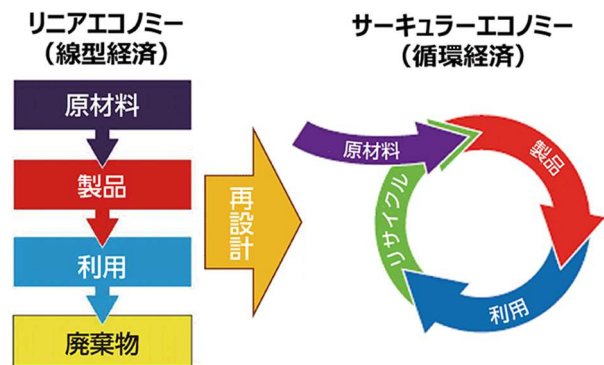 リニアエコノミー
（線型経済）
原材料
製品
利用
廃棄物
再設計
サーキュラーエコノミー
（循環経済）
原材料
製品
利用
リサイクル